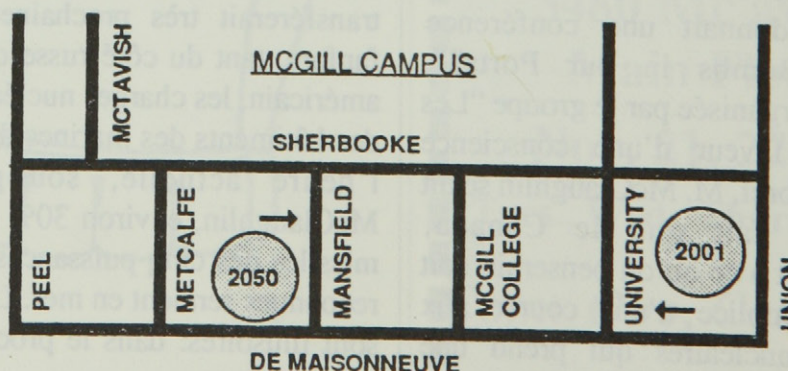 MCTAVISH
MCGILL CAMPUS
SHERBOOKE
PEEL
METCALFE
2050
MANSFIELD
MCGILL
COLLEGE
UNIVERSITY
2001
UNION
DE MAISONNEUVE